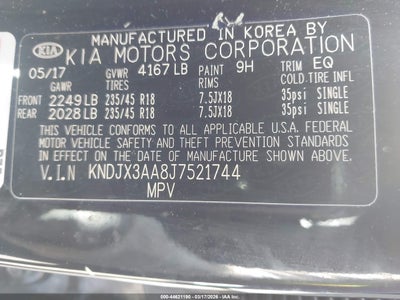 MANUFACTURED IN KOREA BY
KIA KIA MOTORS CORPORATION
05/17 GVWR 4167 LB PAINT 9H TRIM EQ
GAWR TIRES RIMS COLD TIRE INFL
FRONT 2249 LB 235/45 R18 7.5JX18 35psi SINGLE
REAR 2028 LB 235/45 R18 7.5JX18 35psi SINGLE
THIS VEHICLE CONFORMS TO ALL APPLICABLE U.S.A. FEDERAL
MOTOR VEHICLE SAFETY AND THEFT PREVENTION STANDARDS
IN EFFECT ON THE DATE OF MANUFACTURE SHOWN ABOVE.
V.I.N KNDJX3AA8J7521744
MPV
500-44631190 - 03/17/2026 - IAA